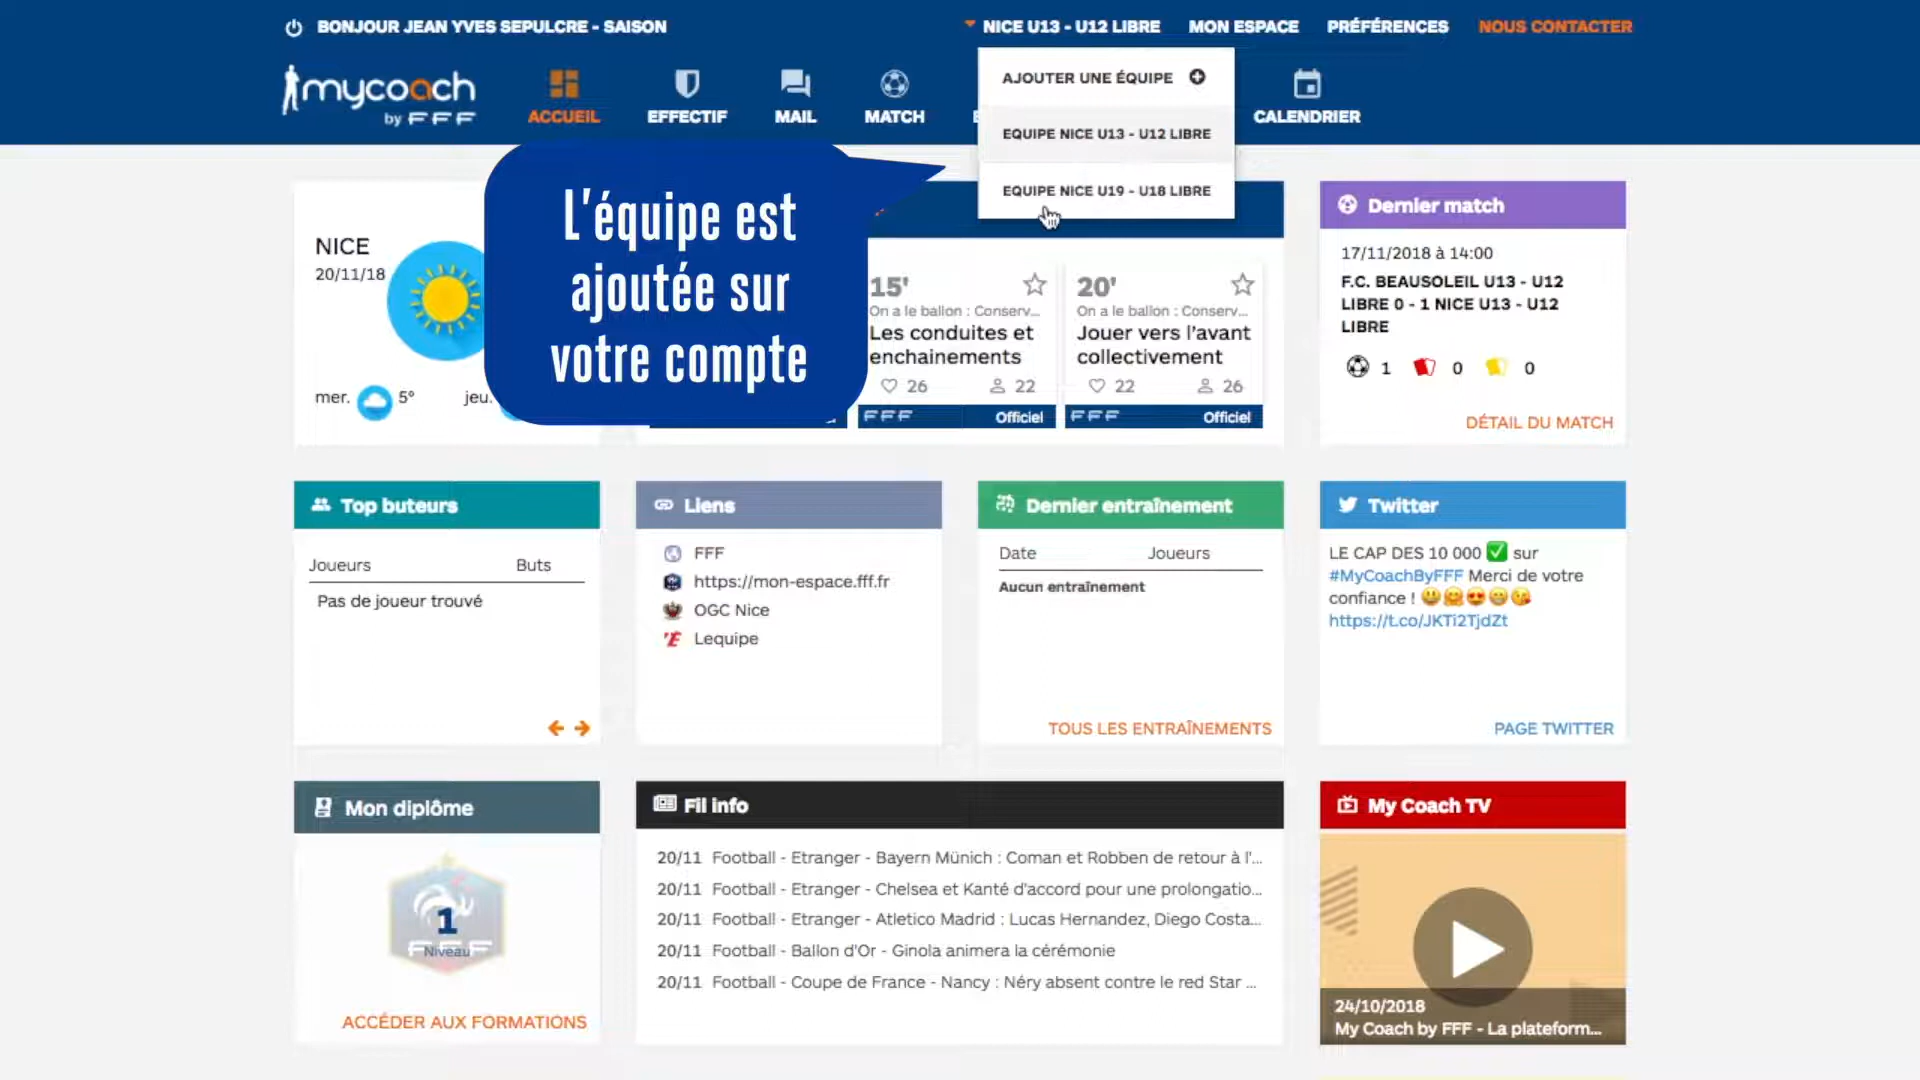 BONJOUR JEAN YVES SEPULCRE - SAISON
NICE U13 - U12 LIBRE
MON ESPACE
PRÉFÉRENCES
NOUS CONTACTER
mycoach
by FFF
ACCUEIL
EFFECTIF
MAIL
MATCH
CALENDRIER
AJOUTER UNE ÉQUIPE
EQUIPE NICE U13 - U12 LIBRE
EQUIPE NICE U19 - U18 LIBRE
L'équipe est
ajoutée sur
votre compte
NICE
20/11/18
mer.
5°
jeu.
15'
On a le ballon : Conserv...
Les conduites et
enchainements
26
22
FFF
Officiel
20'
On a le ballon : Conserv...
Jouer vers l'avant
collectivement
22
26
FFF
Officiel
Dernier match
17/11/2018 à 14:00
F.C. BEAUSOLEIL U13 - U12
LIBRE 0 - 1 NICE U13 - U12
LIBRE
1
0
0
DÉTAIL DU MATCH
Top buteurs
Joueurs
Buts
Pas de joueur trouvé
Liens
FFF
https://mon-espace.fff.fr
OGC Nice
Lequipe
Dernier entraînement
Date
Joueurs
Aucun entraînement
TOUS LES ENTRAÎNEMENTS
Twitter
LE CAP DES 10 000 ✅ sur
#MyCoachByFFF Merci de votre
confiance ! 😃🤗😍😁😘
https://t.co/JKTi2TjdZt
PAGE TWITTER
Mon diplôme
1
FFF
Niveau
ACCÉDER AUX FORMATIONS
Fil info
20/11 Football - Etranger - Bayern Münich : Coman et Robben de retour à l'...
20/11 Football - Etranger - Chelsea et Kanté d'accord pour une prolongatio...
20/11 Football - Etranger - Atletico Madrid : Lucas Hernandez, Diego Costa...
20/11 Football - Ballon d'Or - Ginola animera la cérémonie
20/11 Football - Coupe de France - Nancy : Néry absent contre le red Star ...
My Coach TV
24/10/2018
My Coach by FFF - La plateform...